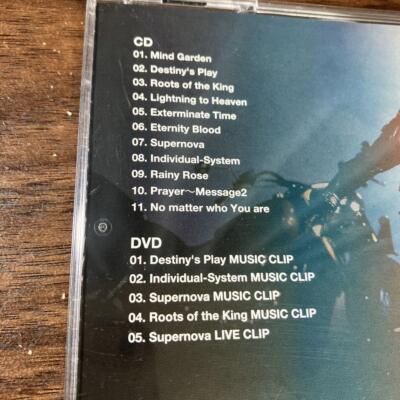 CD
01. Mind Garden
02. Destiny's Play
03. Roots of the King
04. Lightning to Heaven
05. Exterminate Time
06. Eternity Blood
07. Supernova
08. Individual-System
09. Rainy Rose
10. Prayer〜Message2
11. No matter who You are
DVD
01. Destiny's Play MUSIC CLIP
02. Individual-System MUSIC CLIP
03. Supernova MUSIC CLIP
04. Roots of the King MUSIC CLIP
05. Supernova LIVE CLIP